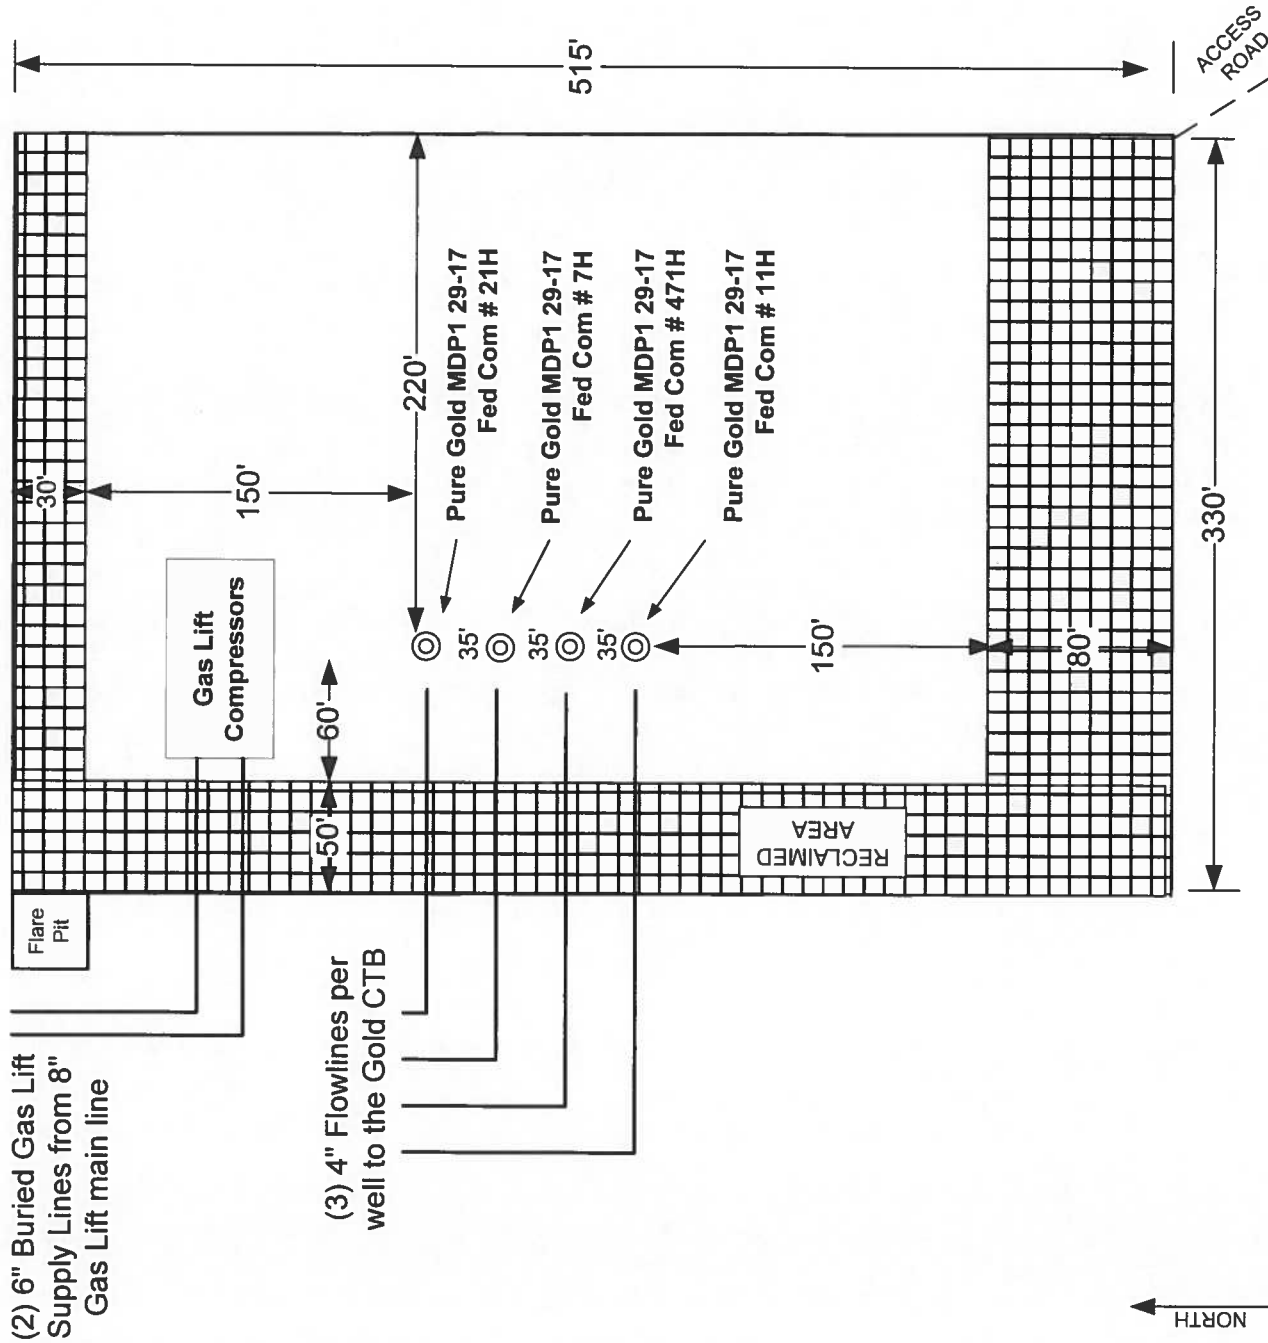 (2) 6" Buried Gas Lift
Supply Lines from 8"
Gas Lift main line
Flare
Pit
Gas Lift
Compressors
30'
515'
150'
220'
60'
50'
(3) 4" Flowlines per
well to the Gold CTB
Pure Gold MDP1 29-17
Fed Com # 21H
Pure Gold MDP1 29-17
Fed Com # 7H
Pure Gold MDP1 29-17
Fed Com # 471H
Pure Gold MDP1 29-17
Fed Com # 11H
35'
35'
35'
150'
80'
RECLAIMED
AREA
330'
ACCESS
ROAD
NORTH